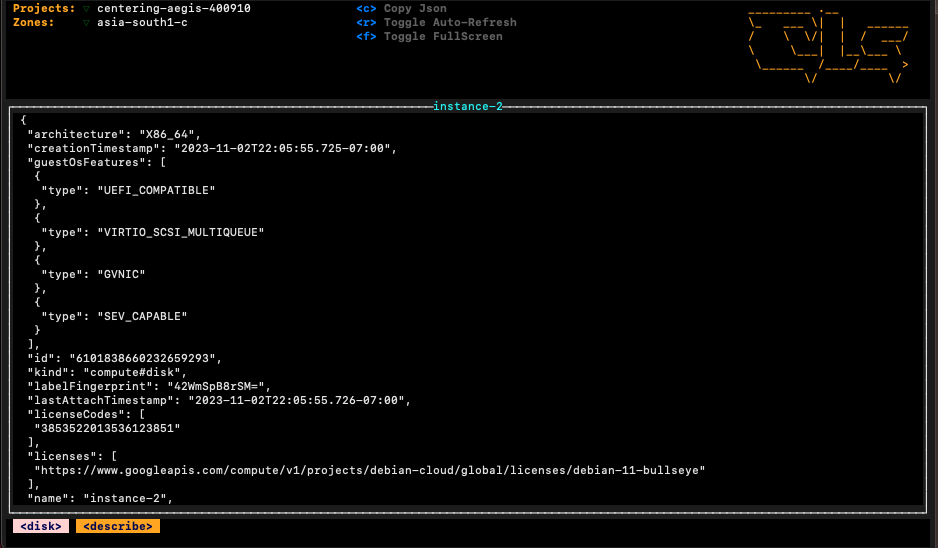 Projects: ▽ centering-aegis-400910
Zones: ▽ asia-south1-c
<c> Copy Json
<r> Toggle Auto-Refresh
<f> Toggle FullScreen
instance-2
{
"architecture": "X86_64",
"creationTimestamp": "2023-11-02T22:05:55.725-07:00",
"guestOsFeatures": [
{
"type": "UEFI_COMPATIBLE"
},
{
"type": "VIRTIO_SCSI_MULTIQUEUE"
},
{
"type": "GVNIC"
},
{
"type": "SEV_CAPABLE"
}
],
"id": "6101838660232659293",
"kind": "compute#disk",
"labelFingerprint": "42WmSpB8rSM=",
"lastAttachTimestamp": "2023-11-02T22:05:55.726-07:00",
"licenseCodes": [
"3853522013536123851"
],
"licenses": [
"https://www.googleapis.com/compute/v1/projects/debian-cloud/global/licenses/debian-11-bullseye"
],
"name": "instance-2",
<disk> <describe>